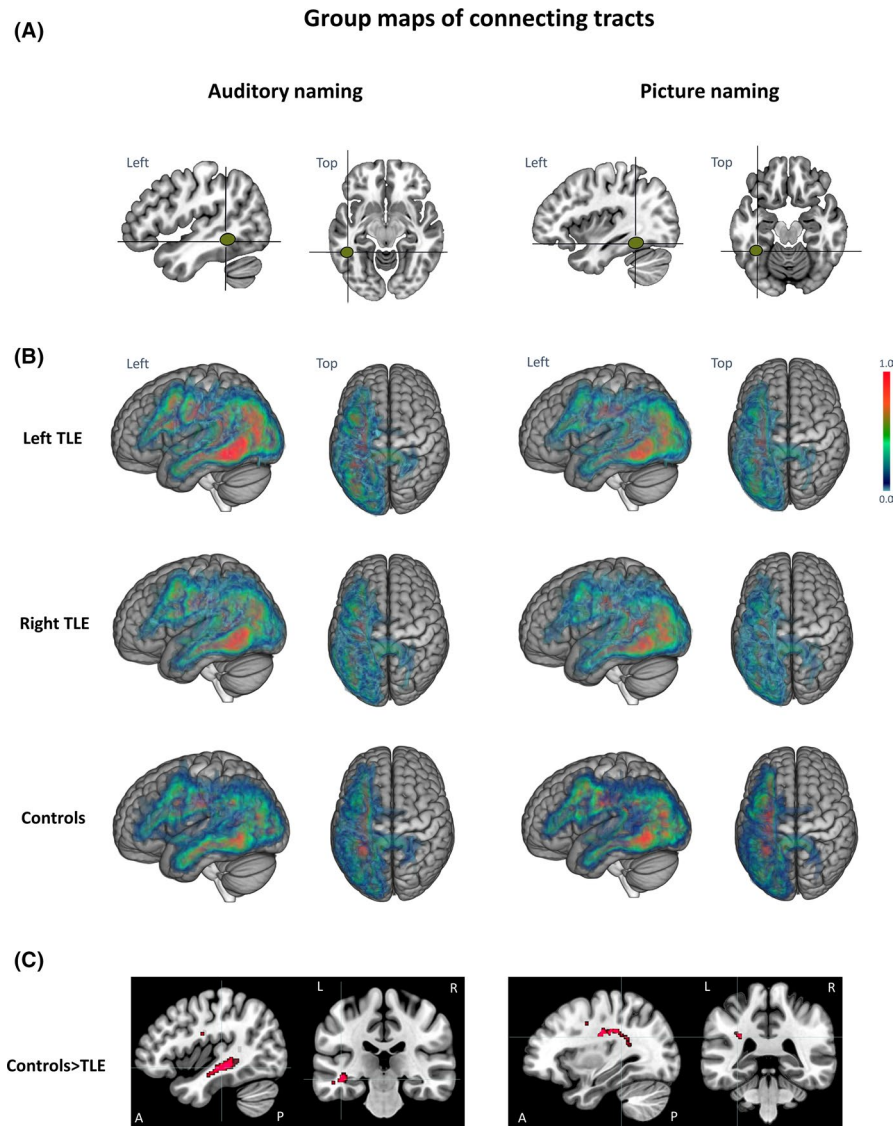 Group maps of connecting tracts
(A)
Auditory naming
Picture naming
Left
Top
Left
Top
(B)
Left
Top
Left
Top
1.0
Left TLE
0.0
Right TLE
Controls
(C)
L
R
L
R
Controls>TLE
A
P
A
P